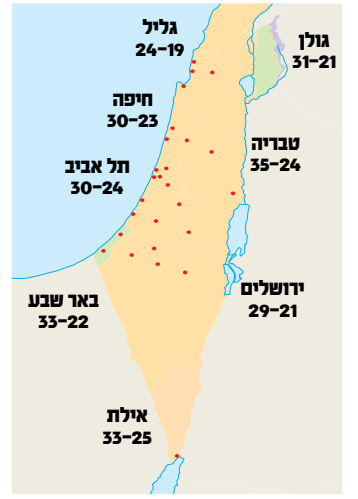 גליל
24-19
גולן
31-21
חיפה
30-23
טבריה
35-24
תל אביב
30-24
ירושלים
29-21
באר שבע
33-22
אילת
33-25